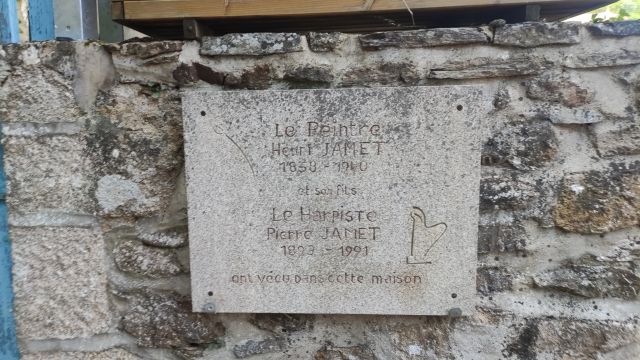 Le Peintre
Henri JAMET
1858 - 1940
et son fils
Le Harpiste
Pierre JAMET
1893 - 1991
ont vécu dans cette maison